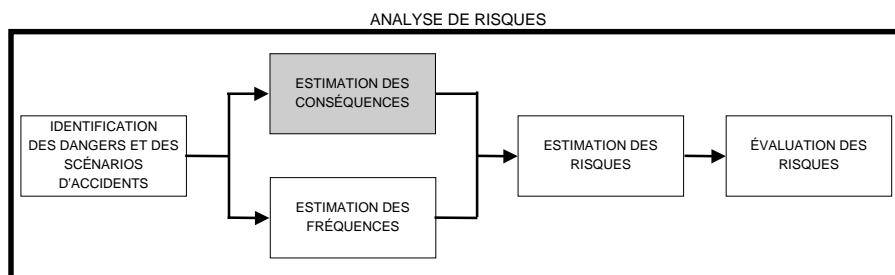 ANALYSE DE RISQUES
ESTIMATION DES
CONSÉQUENCES
IDENTIFICATION
DES DANGERS ET DES
SCÉNARIOS
D'ACCIDENTS
ESTIMATION DES
FRÉQUENCES
ESTIMATION DES
RISQUES
ÉVALUATION DES
RISQUES